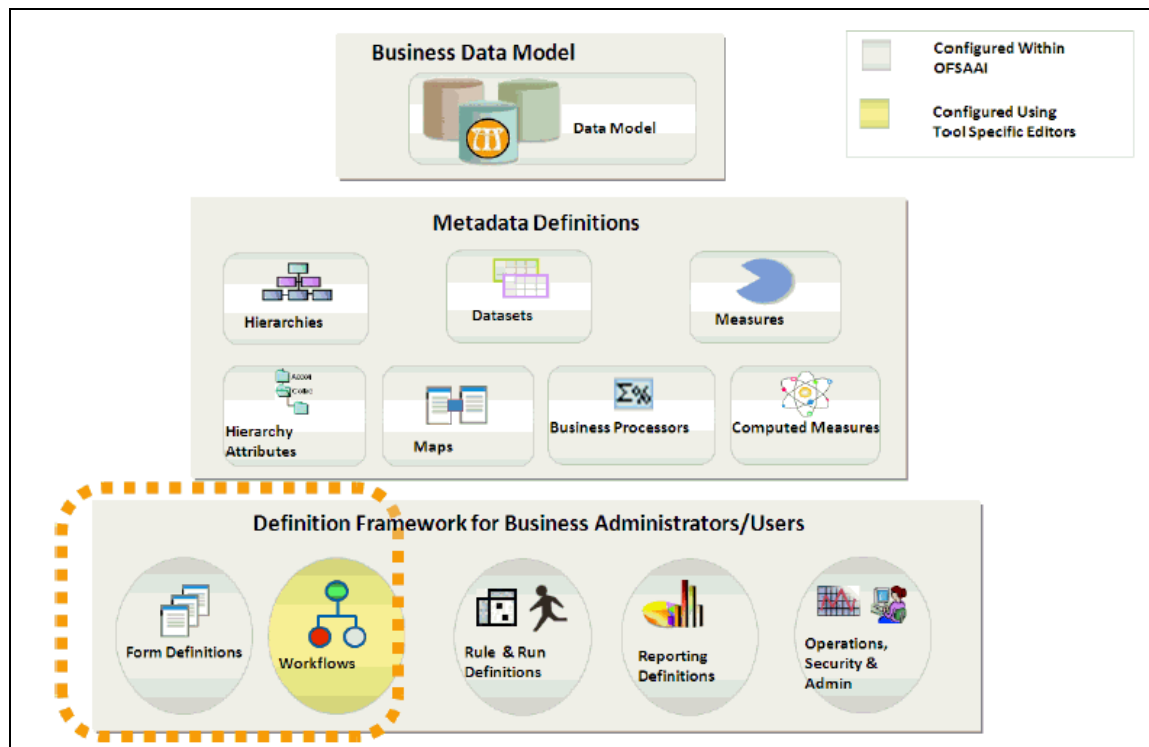 Business Data Model
Data Model
Configured Within
OFSAAI
Configured Using
Tool Specific Editors
Metadata Definitions
Hierarchies
Datasets
Measures
Hierarchy
Attributes
Maps
Σ%
Business Processors
Computed Measures
Definition Framework for Business Administrators/Users
Form Definitions
Workflows
Rule & Run
Definitions
Reporting
Definitions
Operations,
Security &
Admin